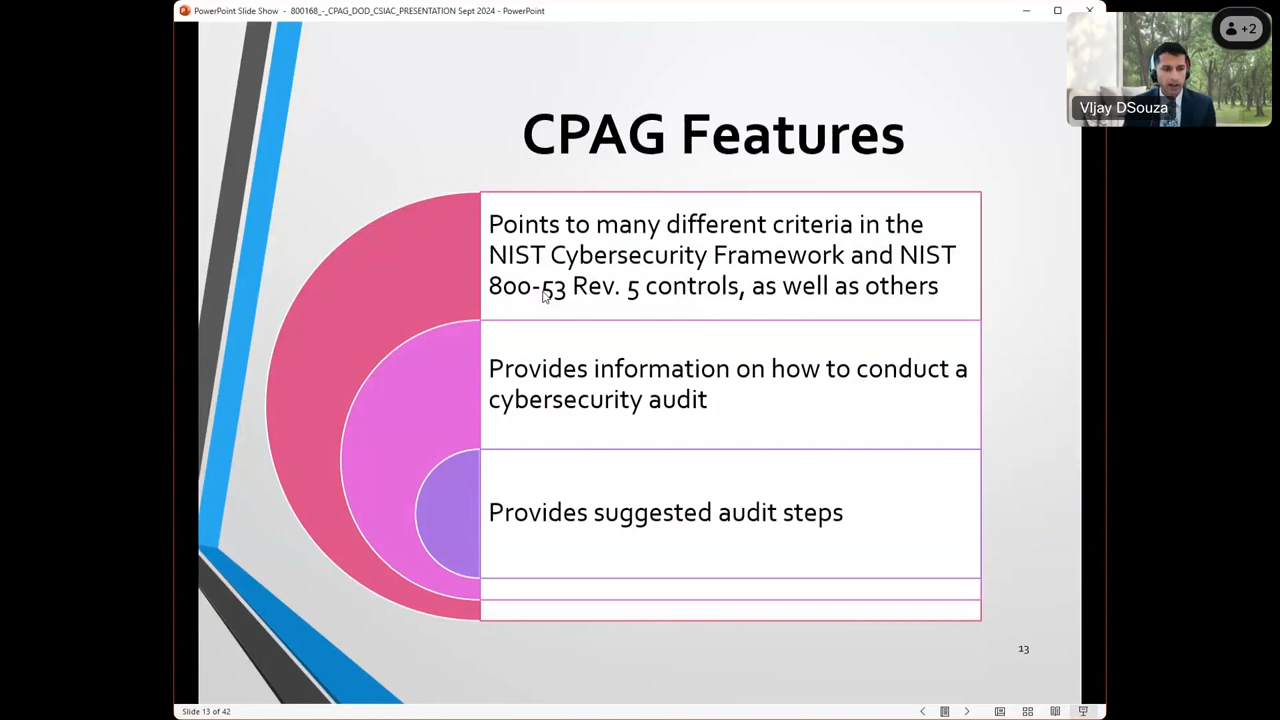 PowerPoint Slide Show - 800168_-_CPAG_DOD_CSIAC_PRESENTATION Sept 2024 - PowerPoint
+2
VIjay DSouza
CPAG Features
Points to many different criteria in the
NIST Cybersecurity Framework and NIST
800-53 Rev. 5 controls, as well as others
Provides information on how to conduct a
cybersecurity audit
Provides suggested audit steps
13
Slide 13 of 42